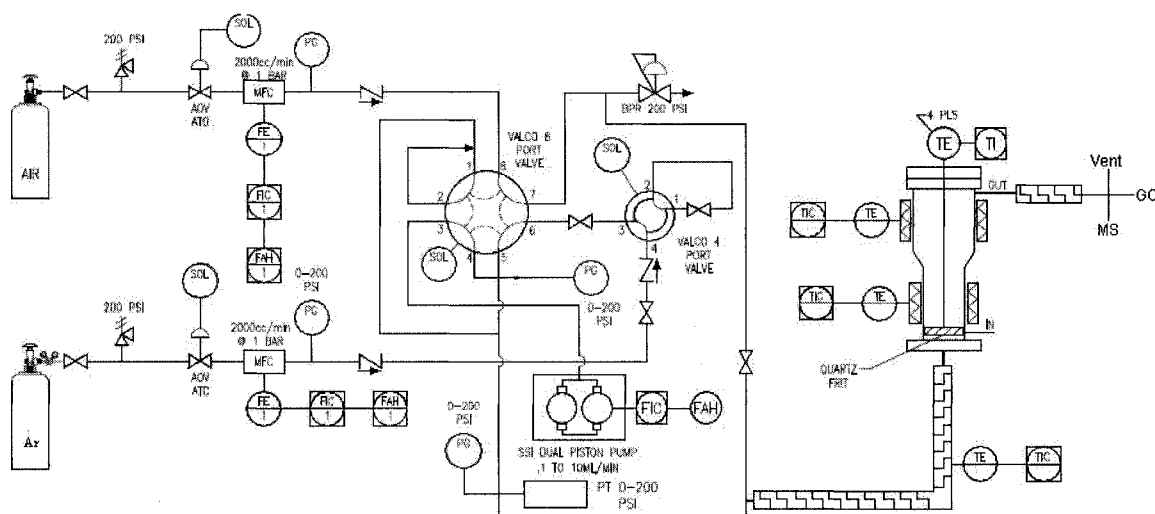 200 PSI
SOL
2000cc/min
@ 1 BAR
PG
MFC
AOV
ATO
AIR
FE
1
FIC
1
FAH
1
BPR 200 PSI
VALCO 8
PORT
VALVE
1
8
2
7
3
6
4
5
SOL
SOL
2
1
3
4
VALCO 4
PORT
VALVE
PG
0-200
PSI
4 PLS
TE
TI
OUT
Vent
GC
MS
TIC
TE
TIC
TE
IN
QUARTZ
FRIT
200 PSI
SOL
0-200
PSI
PG
2000cc/min
@ 1 BAR
MFC
AOV
ATC
Ar
FE
1
FIC
1
FAH
1
FIC
FAH
SSI DUAL PISTON PUMP
.1 TO 10ML/MIN
0-200
PSI
PG
PT 0-200
PSI
TE
TIC